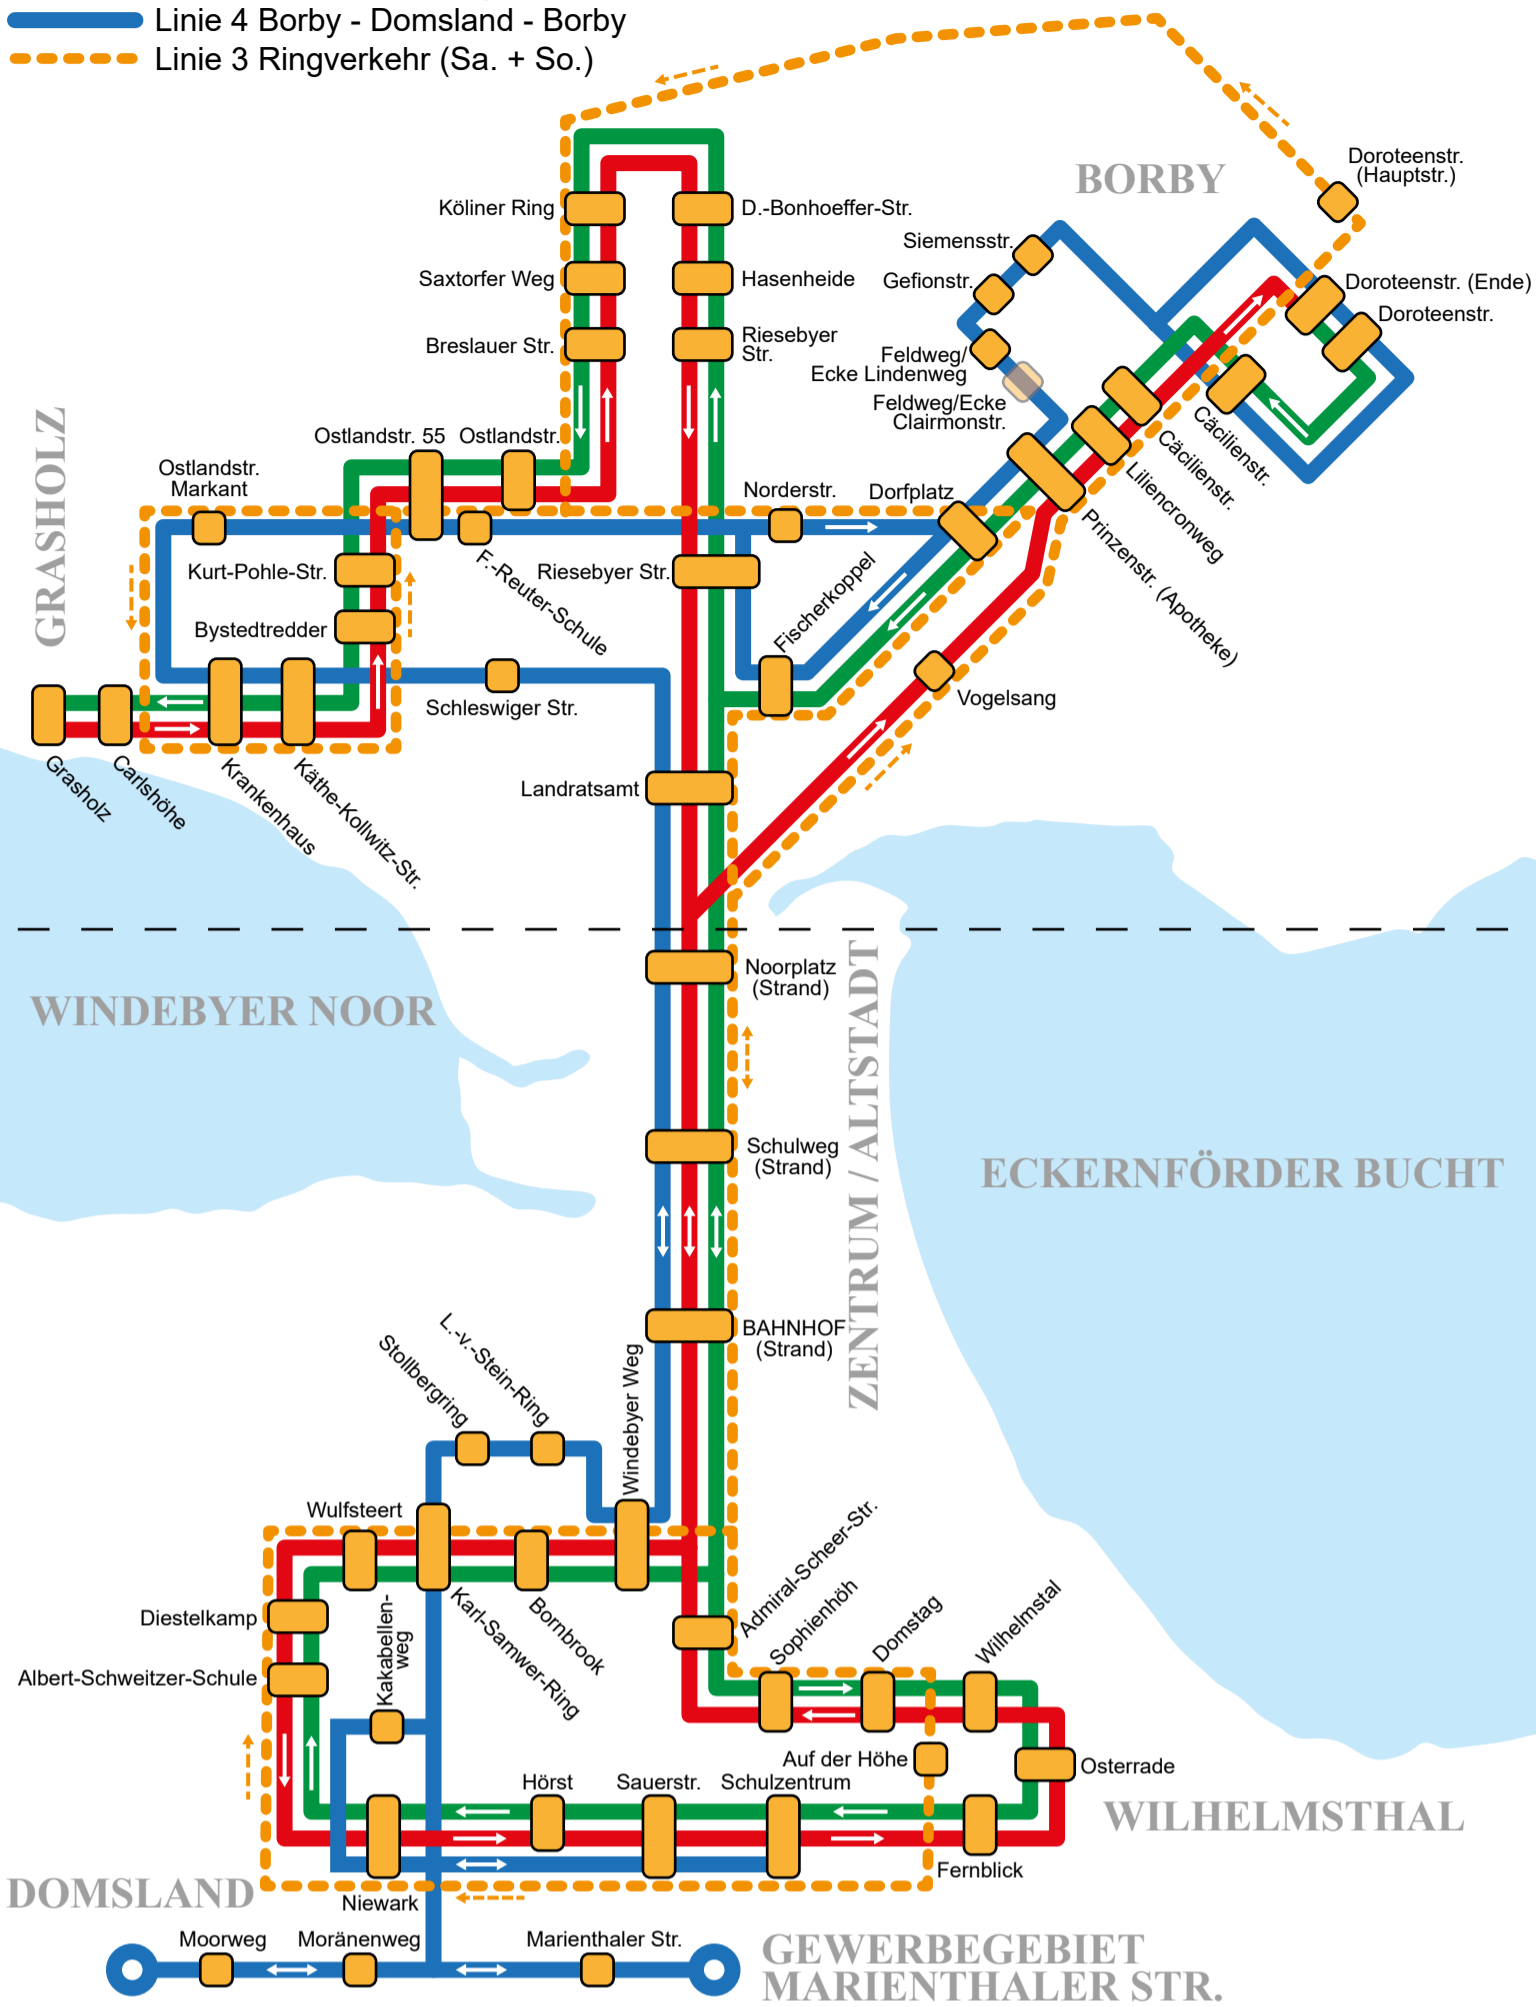 Linie 4 Borby - Domsland - Borby
Linie 3 Ringverkehr (Sa. + So.)
Doroteenstr.
(Hauptstr.)
BORBY
Köliner Ring
D.-Bonhoeffer-Str.
Siemensstr.
Saxtorfer Weg
Hasenheide
Gefionstr.
Doroteenstr. (Ende)
Doroteenstr.
Breslauer Str.
Riesebyer
Str.
Feldweg/
Ecke Lindenweg
Feldweg/Ecke
Clairmonstr.
Cäcilienstr.
Cäcilienstr.
Liliencronweg
Prinzenstr. (Apotheke)
GRASHOLZ
Ostlandstr. 55
Ostlandstr.
Ostlandstr.
Markant
Norderstr.
Dorfplatz
Kurt-Pohle-Str.
F.-Reuter-Schule
Riesebyer Str.
Fischerkoppel
Bystedtredder
Schleswiger Str.
Vogelsang
Grasholz
Carlshöhe
Krankenhaus
Käthe-Kollwitz-Str.
Landratsamt
Noorplatz
(Strand)
WINDEBYER NOOR
ZENTRUM / ALTSTADT
Schulweg
(Strand)
ECKERNFÖRDER BUCHT
BAHNHOF
(Strand)
Stollbergring
L.-v.-Stein-Ring
Windebyer Weg
Wulfsteert
Admiral-Scheer-Str.
Sophienhöh
Domstag
Wilhelmstal
Diestelkamp
Kakabellen-
weg
Karl-Samwer-Ring
Bornbrook
Albert-Schweitzer-Schule
Auf der Höhe
Osterrade
Hörst
Sauerstr.
Schulzentrum
WILHELMSTHAL
Fernblick
DOMSLAND
Niewark
Moorweg
Moränenweg
Marienthaler Str.
GEWERBEGEBIET
MARIENTHALER STR.